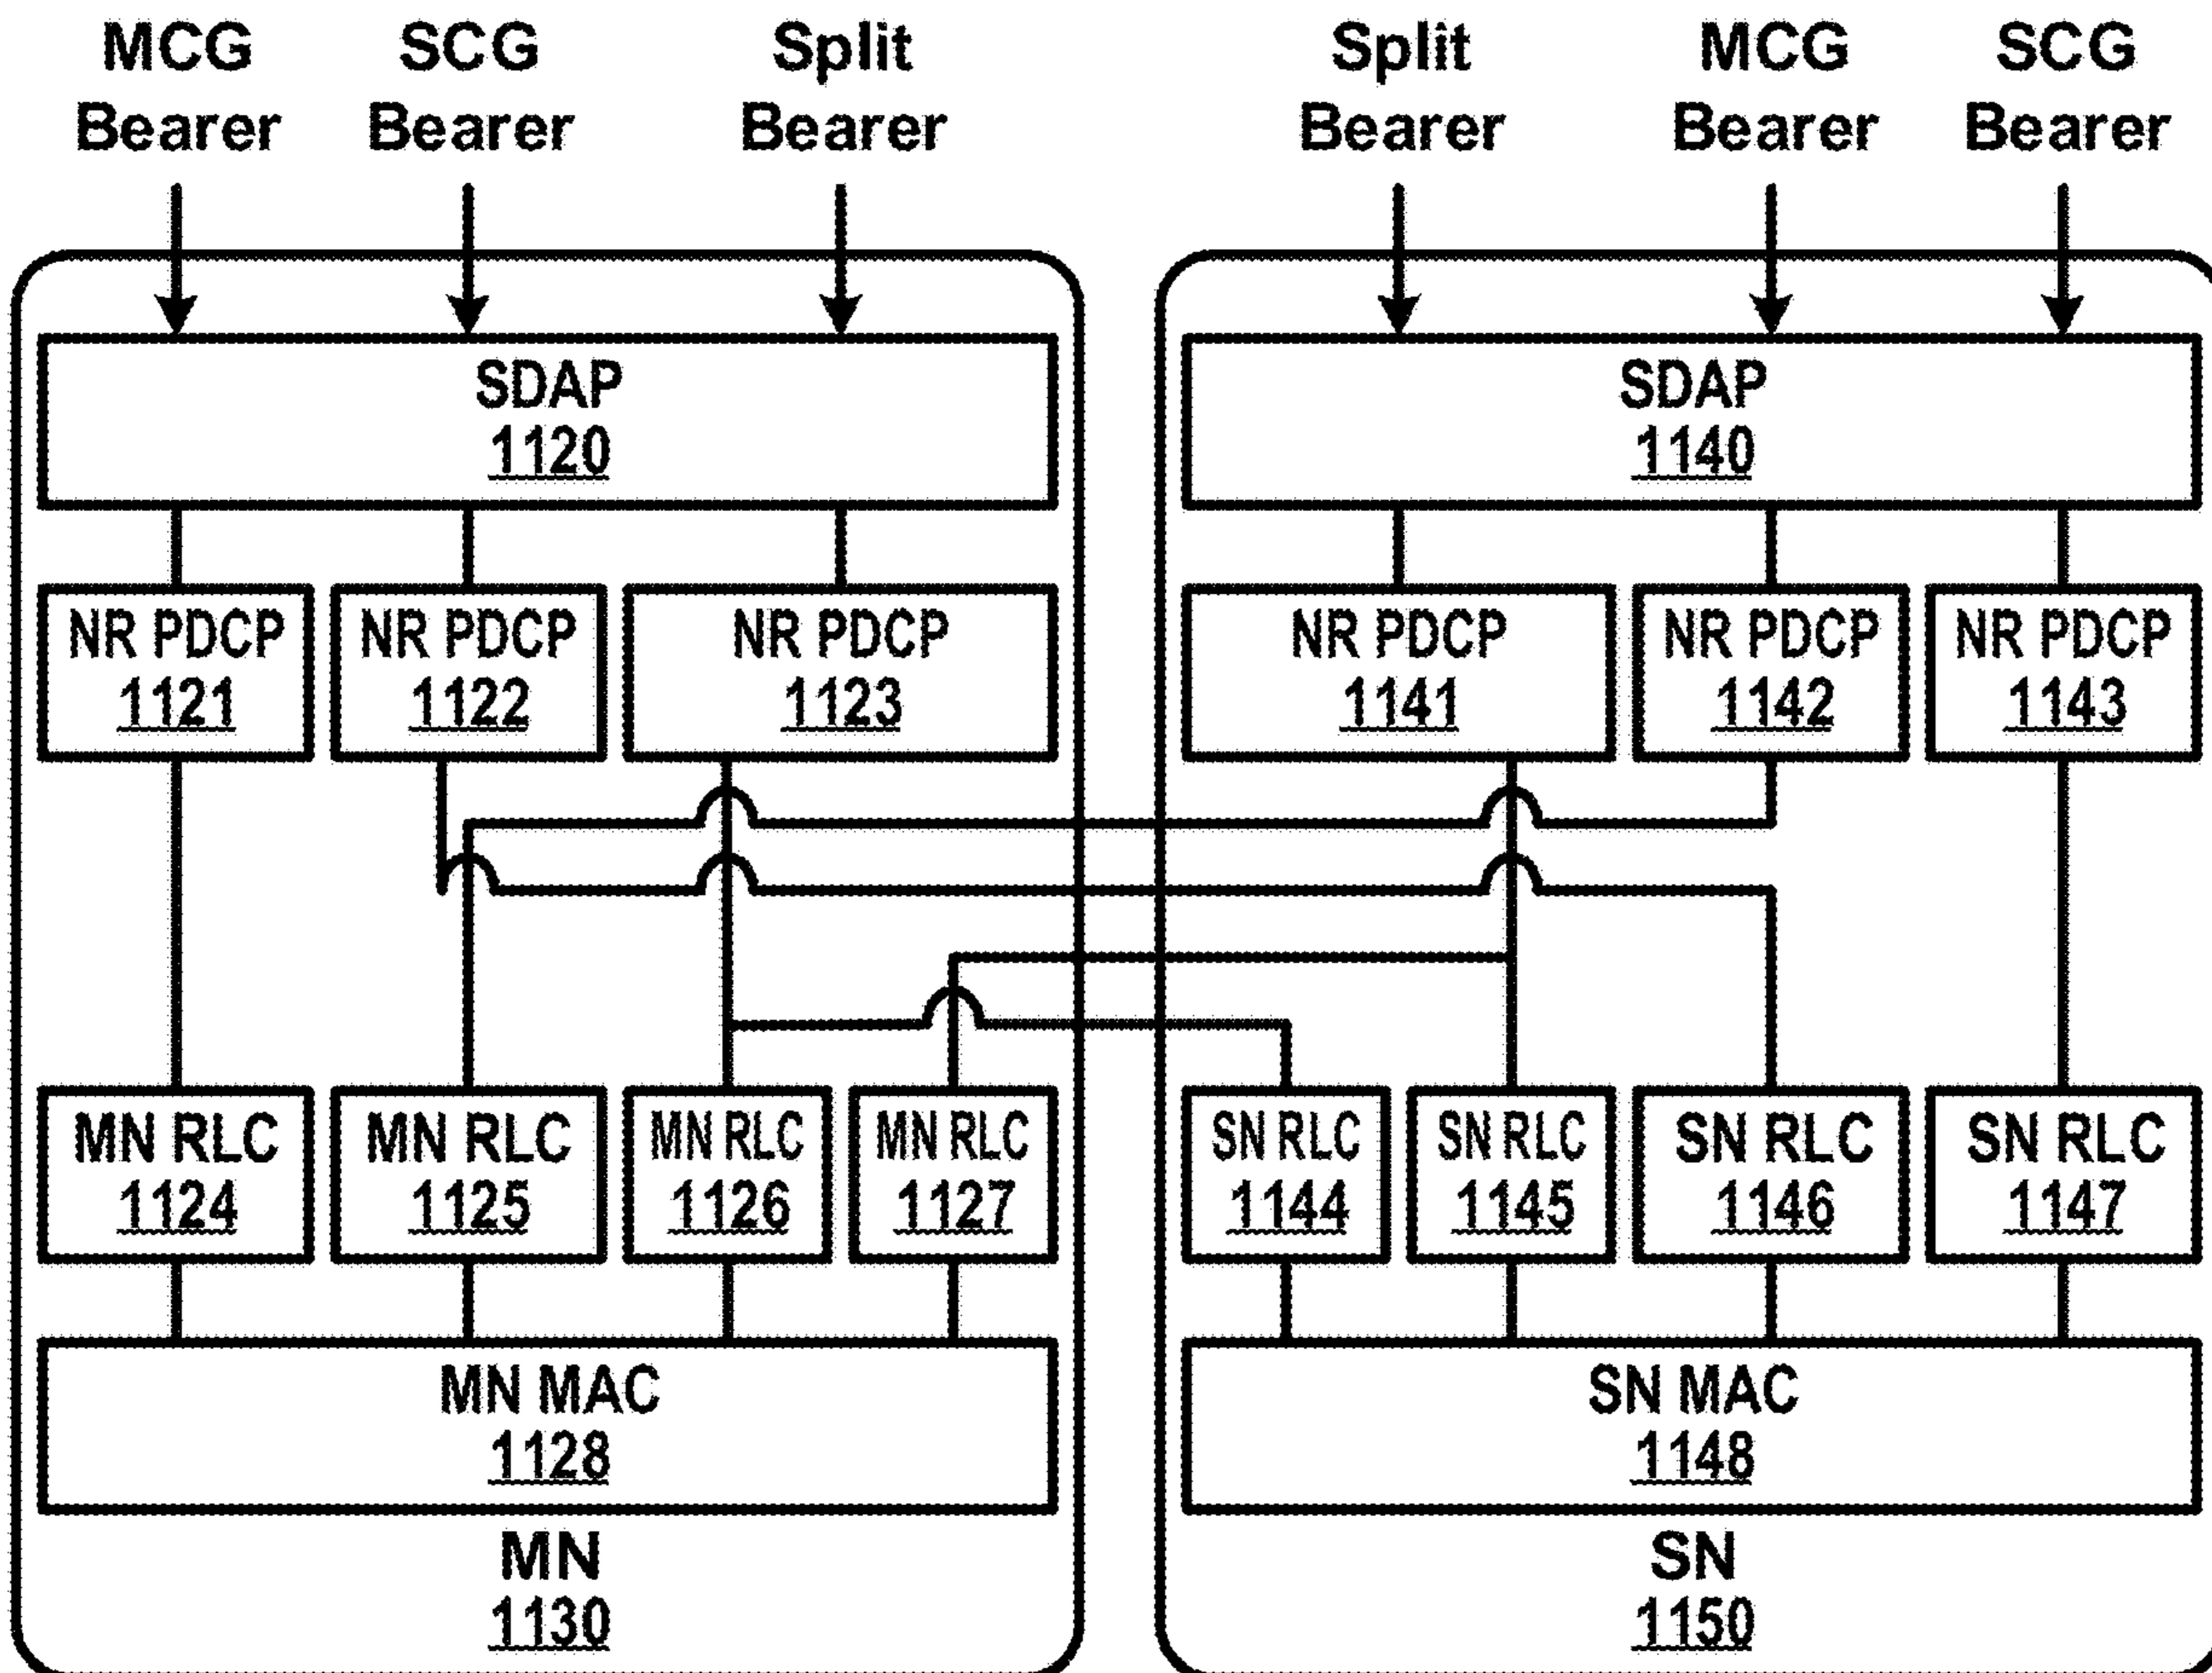 MCG Bearer
SCG Bearer
Split Bearer
Split Bearer
MCG Bearer
SCG Bearer
SDAP
1120
SDAP
1140
NR PDCP
1121
NR PDCP
1122
NR PDCP
1123
NR PDCP
1141
NR PDCP
1142
NR PDCP
1143
MN RLC
1124
MN RLC
1125
MN RLC
1126
MN RLC
1127
SN RLC
1144
SN RLC
1145
SN RLC
1146
SN RLC
1147
MN MAC
1128
SN MAC
1148
MN
1130
SN
1150